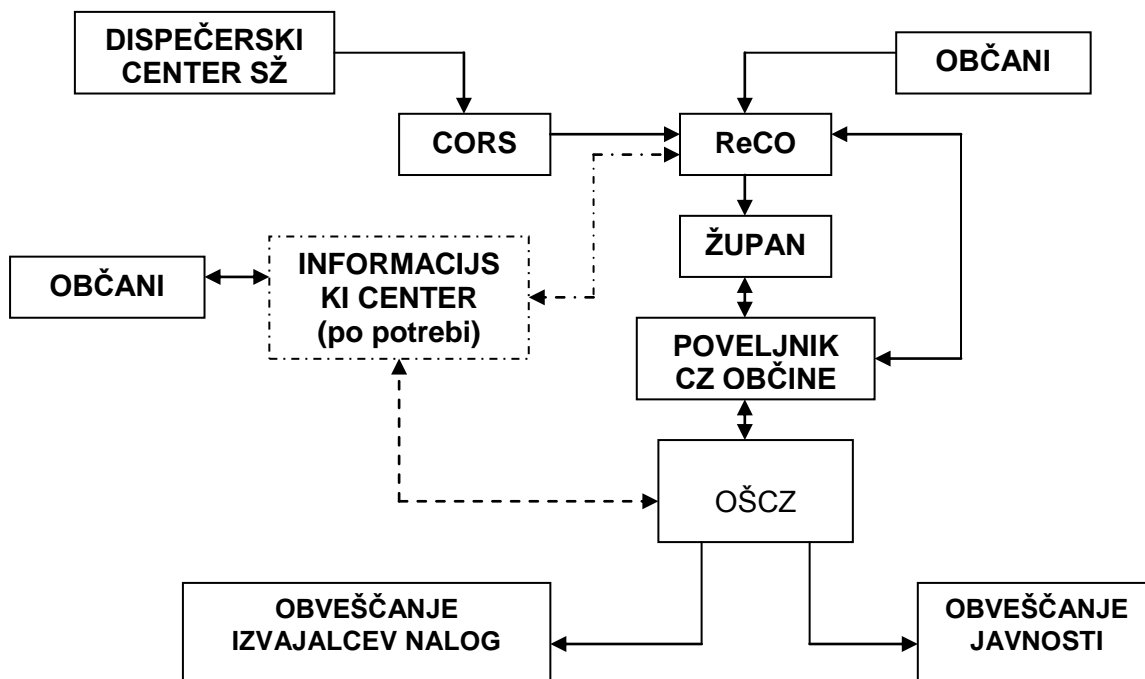 DISPEČERSKI
CENTER SŽ
OBČANI
CORS
ReCO
ŽUPAN
OBČANI
INFORMACIJS
KI CENTER
(po potrebi)
POVELJNIK
CZ OBČINE
OŠCZ
OBVEŠČANJE
IZVAJALCEV NALOG
OBVEŠČANJE
JAVNOSTI